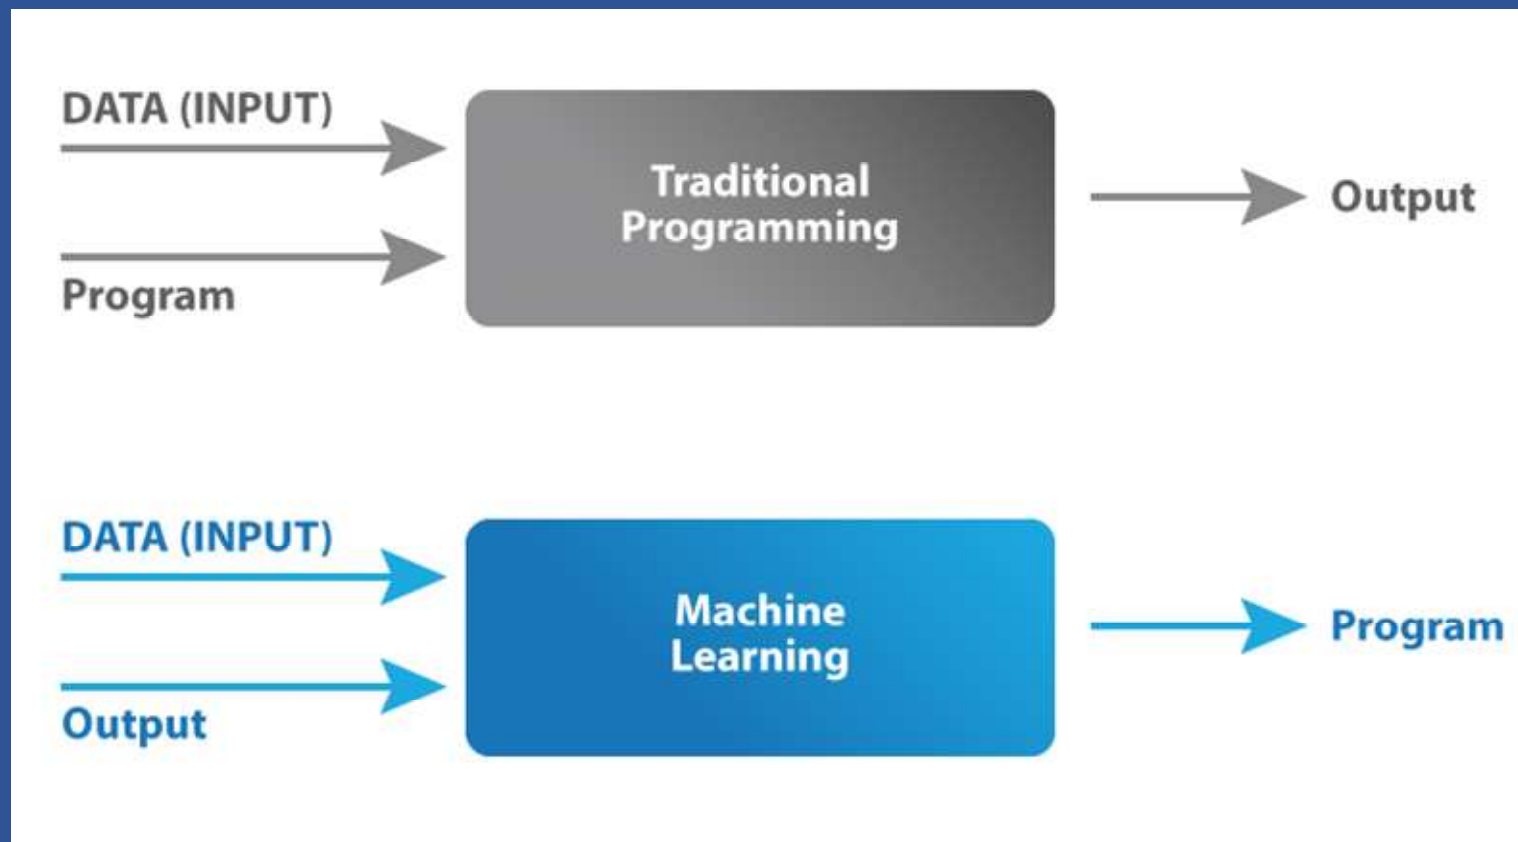 DATA (INPUT)
Program
Traditional
Programming
Output
DATA (INPUT)
Output
Machine
Learning
Program